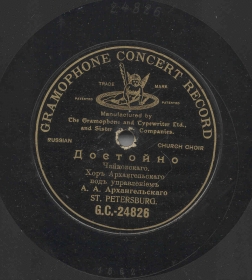 24826
GRAMOPHONE CONCERT RECORD
TRADE MARK
Manufactured by
The Gramophone and Typewriter Ltd.,
and Sister Companies.
RUSSIAN CHURCH CHOIR
Достойно
Чайковскаго.
Хоръ Архангельскаго
подъ управленіемъ
А. А. Архангельскаго
ST. PETERSBURG.
G.C.-24826